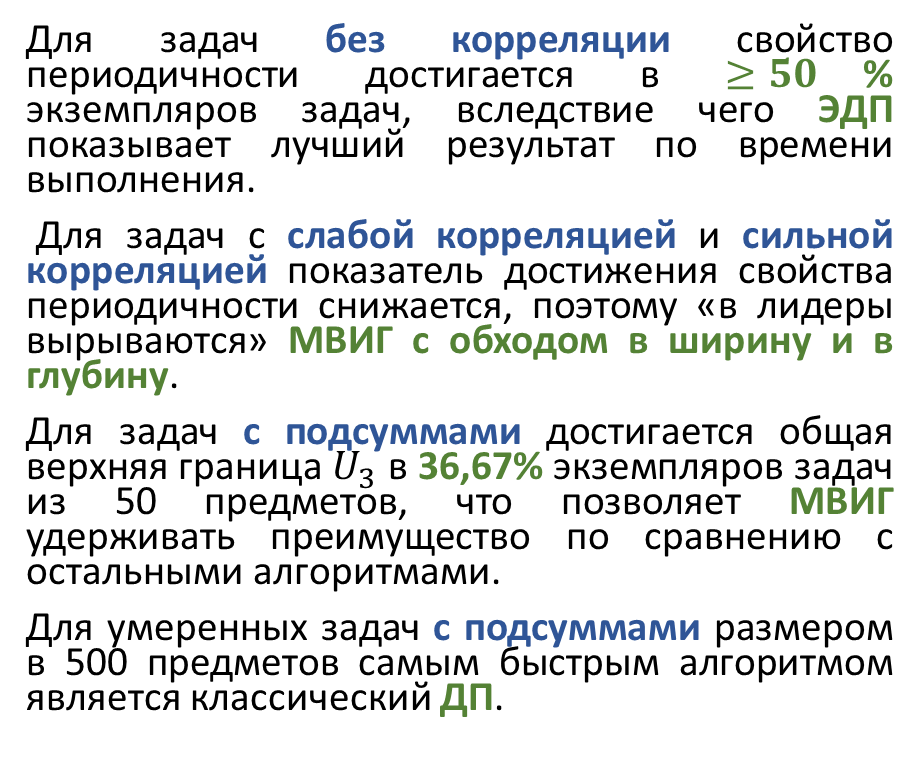 Для задач без корреляции свойство
периодичности достигается в ≥ 50 %
экземпляров задач, вследствие чего ЭДП
показывает лучший результат по времени
выполнения.
Для задач с слабой корреляцией и сильной
корреляцией показатель достижения свойства
периодичности снижается, поэтому «в лидеры
вырываются» МВИГ с обходом в ширину и в
глубину.
Для задач с подсуммами достигается общая
верхняя граница U₃ в 36,67% экземпляров задач
из 50 предметов, что позволяет МВИГ
удерживать преимущество по сравнению с
остальными алгоритмами.
Для умеренных задач с подсуммами размером
в 500 предметов самым быстрым алгоритмом
является классический ДП.